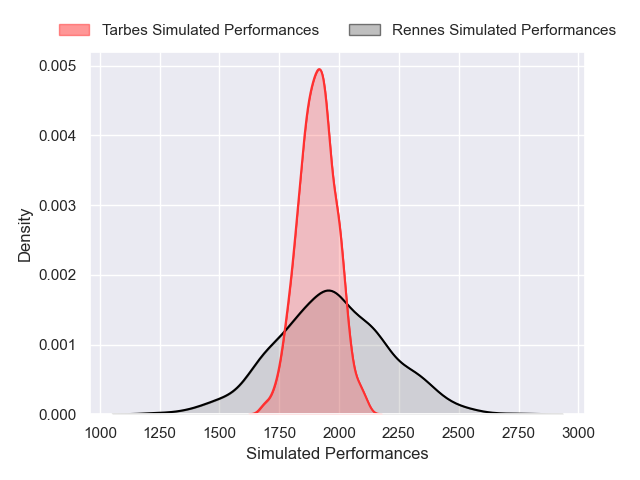 Tarbes Simulated Performances Rennes Simulated Performances
0.005
0.004
0.003
0.002
0.001
0.000
Density
1000 1250 1500 1750 2000 2250 2500 2750 3000
Simulated Performances